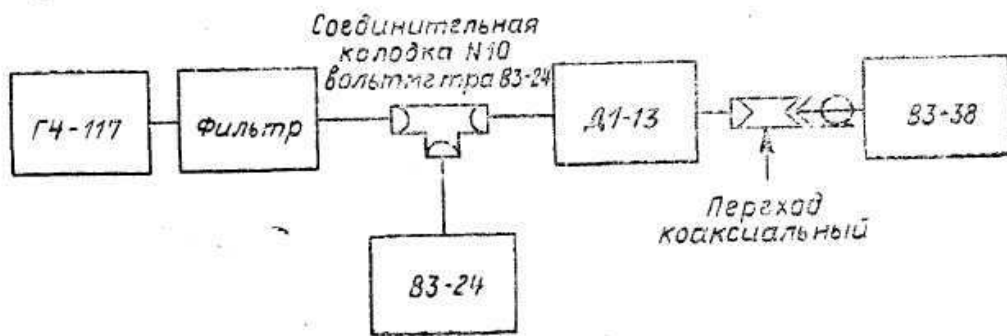 Соединительная
колодка N10
вольтметра В3-24
Г4-117
Фильтр
Д1-13
В3-38
Переход
коаксиальный
В3-24